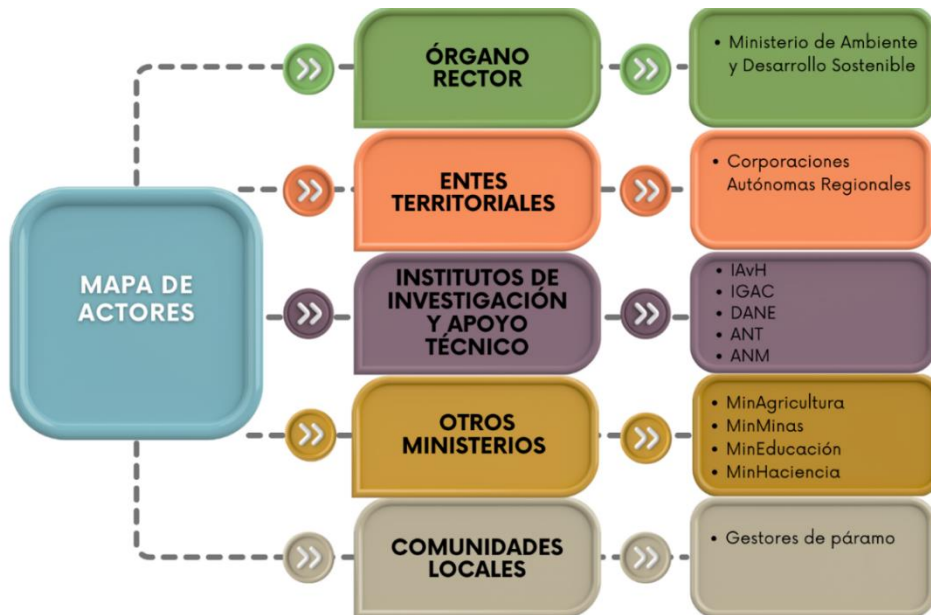 MAPA DE
ACTORES
ÓRGANO
RECTOR
• Ministerio de Ambiente
y Desarrollo Sostenible
ENTES
TERRITORIALES
• Corporaciones
Autónomas Regionales
INSTITUTOS DE
INVESTIGACIÓN
Y APOYO
TÉCNICO
• IAvH
• IGAC
• DANE
• ANT
• ANM
OTROS
MINISTERIOS
• MinAgricultura
• MinMinas
• MinEducación
• MinHaciencia
COMUNIDADES
LOCALES
• Gestores de páramo